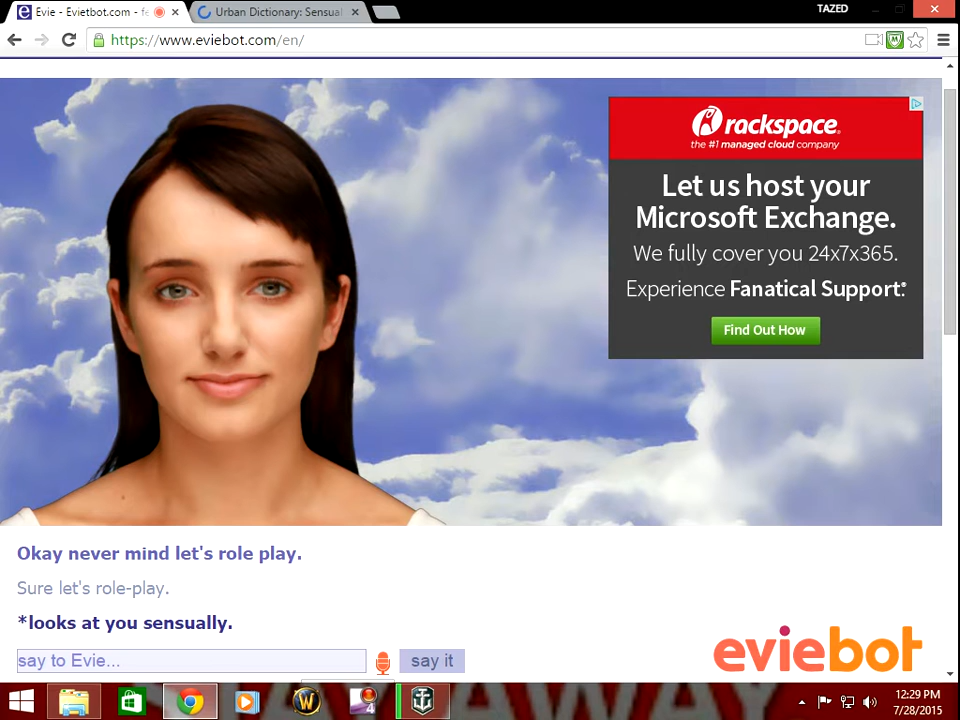 Evie - Evietbot.com - fe
Urban Dictionary: Sensual
TAZED
https://www.eviebot.com/en/
rackspace.
the #1 managed cloud company
Let us host your
Microsoft Exchange.
We fully cover you 24x7x365.
Experience Fanatical Support.
Find Out How
Okay never mind let's role play.
Sure let's role-play.
*looks at you sensually.
say to Evie...
say it
eviebot
12:29 PM
7/28/2015